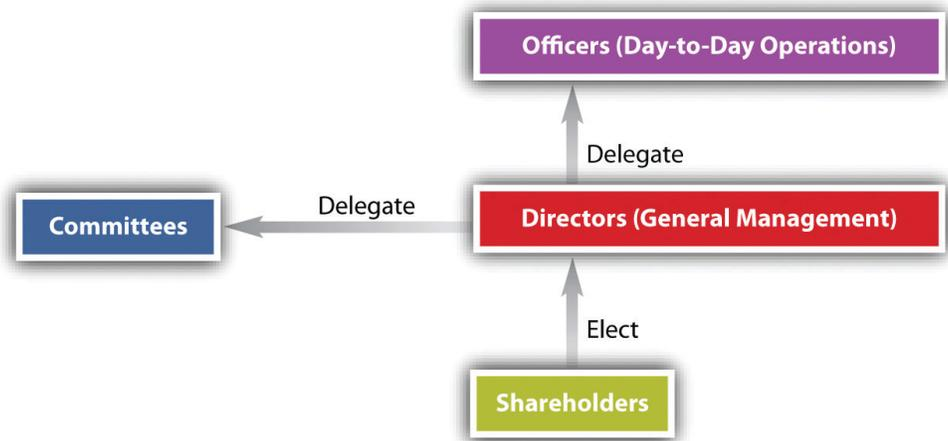 Officers (Day-to-Day Operations)
Delegate
Delegate
Committees
Directors (General Management)
Elect
Shareholders